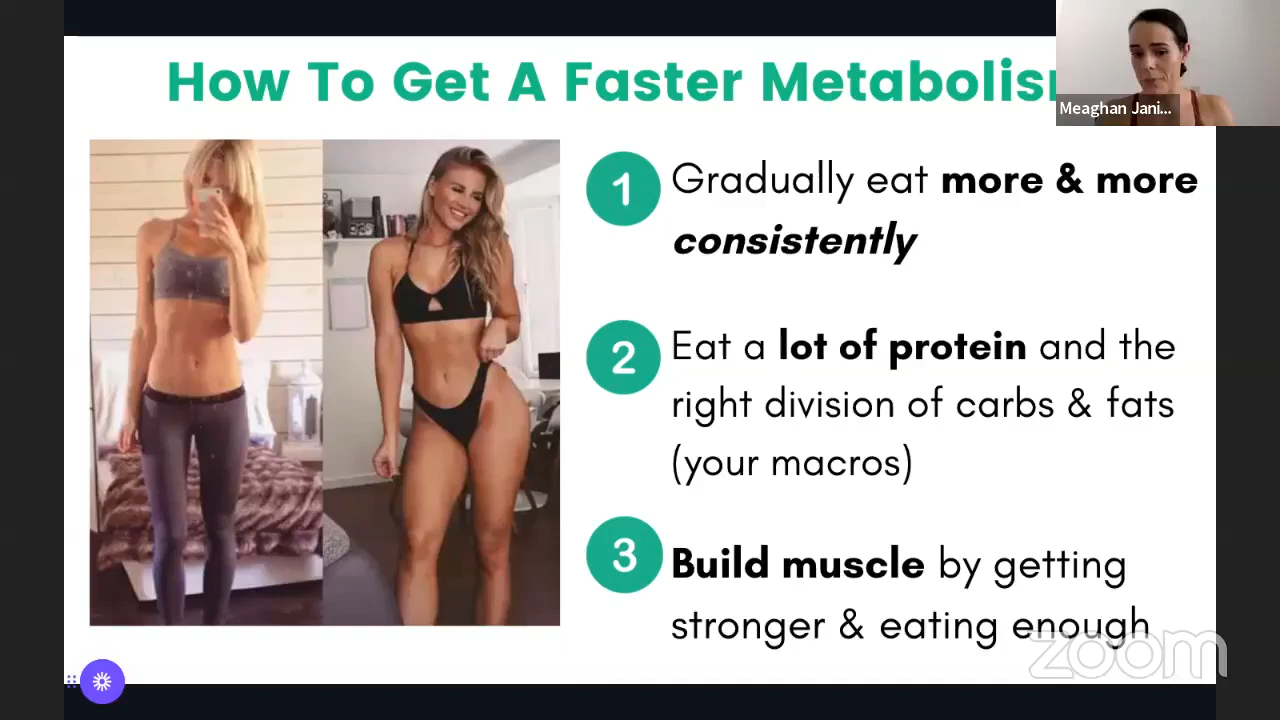 How To Get A Faster Metabolis
Meaghan Jani...
1
Gradually eat more & more
consistently
2
Eat a lot of protein and the
right division of carbs & fats
(your macros)
3
Build muscle by getting
stronger & eating enough
zoom